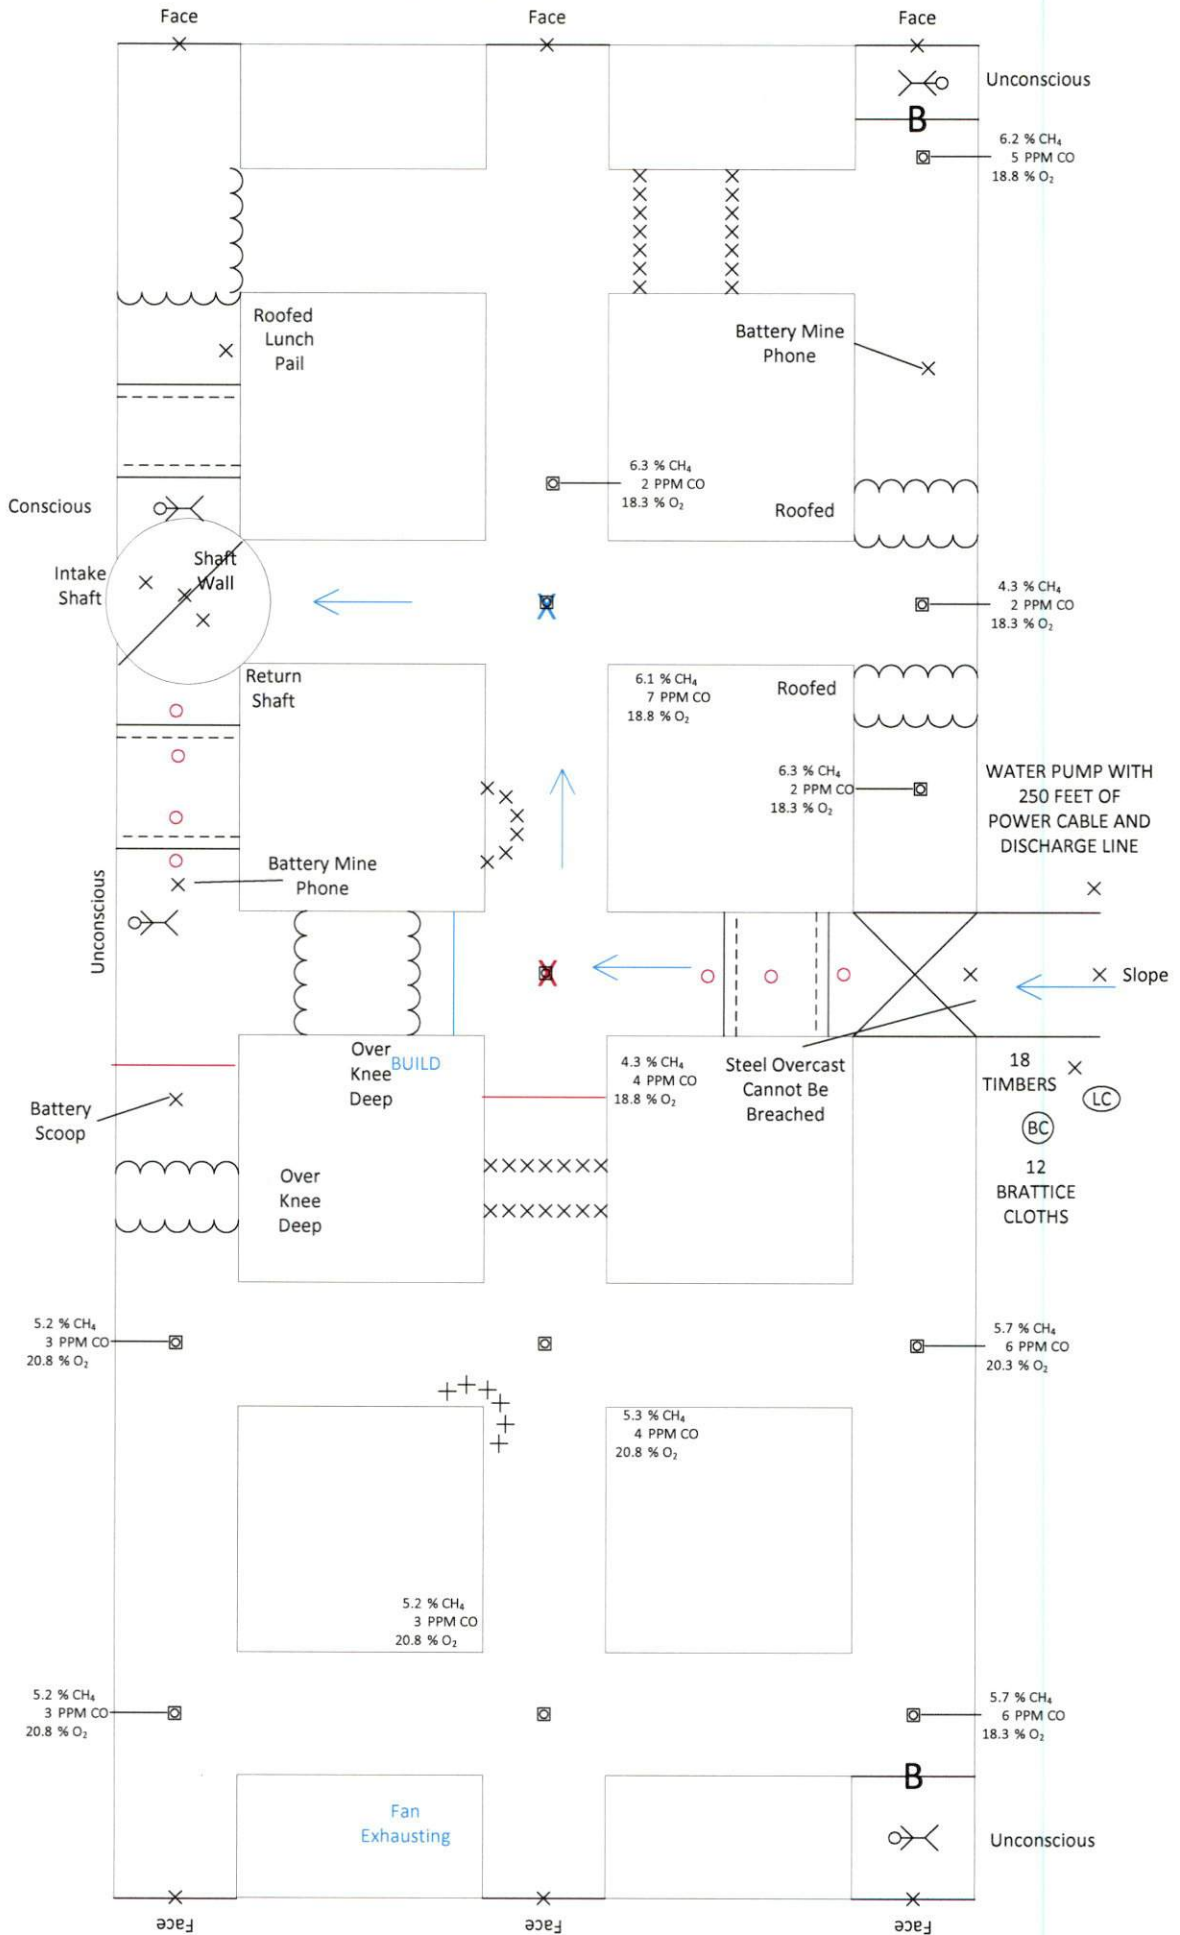 Face
Face
Face
Unconscious
B
6.2 % CH₄
5 PPM CO
18.8 % O₂
Roofed
Lunch
Pail
Battery Mine
Phone
6.3 % CH₄
2 PPM CO
18.3 % O₂
Conscious
Roofed
Intake
Shaft
Shaft
Wall
4.3 % CH₄
2 PPM CO
18.3 % O₂
Return
Shaft
6.1 % CH₄
7 PPM CO
18.8 % O₂
Roofed
6.3 % CH₄
2 PPM CO
18.3 % O₂
WATER PUMP WITH
250 FEET OF
POWER CABLE AND
DISCHARGE LINE
Battery Mine
Phone
Unconscious
Slope
Over
Knee
Deep
BUILD
4.3 % CH₄
4 PPM CO
18.8 % O₂
Steel Overcast
Cannot Be
Breached
18
TIMBERS
LC
BC
12
BRATTICE
CLOTHS
Battery
Scoop
Over
Knee
Deep
5.2 % CH₄
3 PPM CO
20.8 % O₂
5.7 % CH₄
6 PPM CO
20.3 % O₂
5.3 % CH₄
4 PPM CO
20.8 % O₂
5.2 % CH₄
3 PPM CO
20.8 % O₂
5.2 % CH₄
3 PPM CO
20.8 % O₂
5.7 % CH₄
6 PPM CO
18.3 % O₂
B
Fan
Exhausting
Unconscious
Face
Face
Face